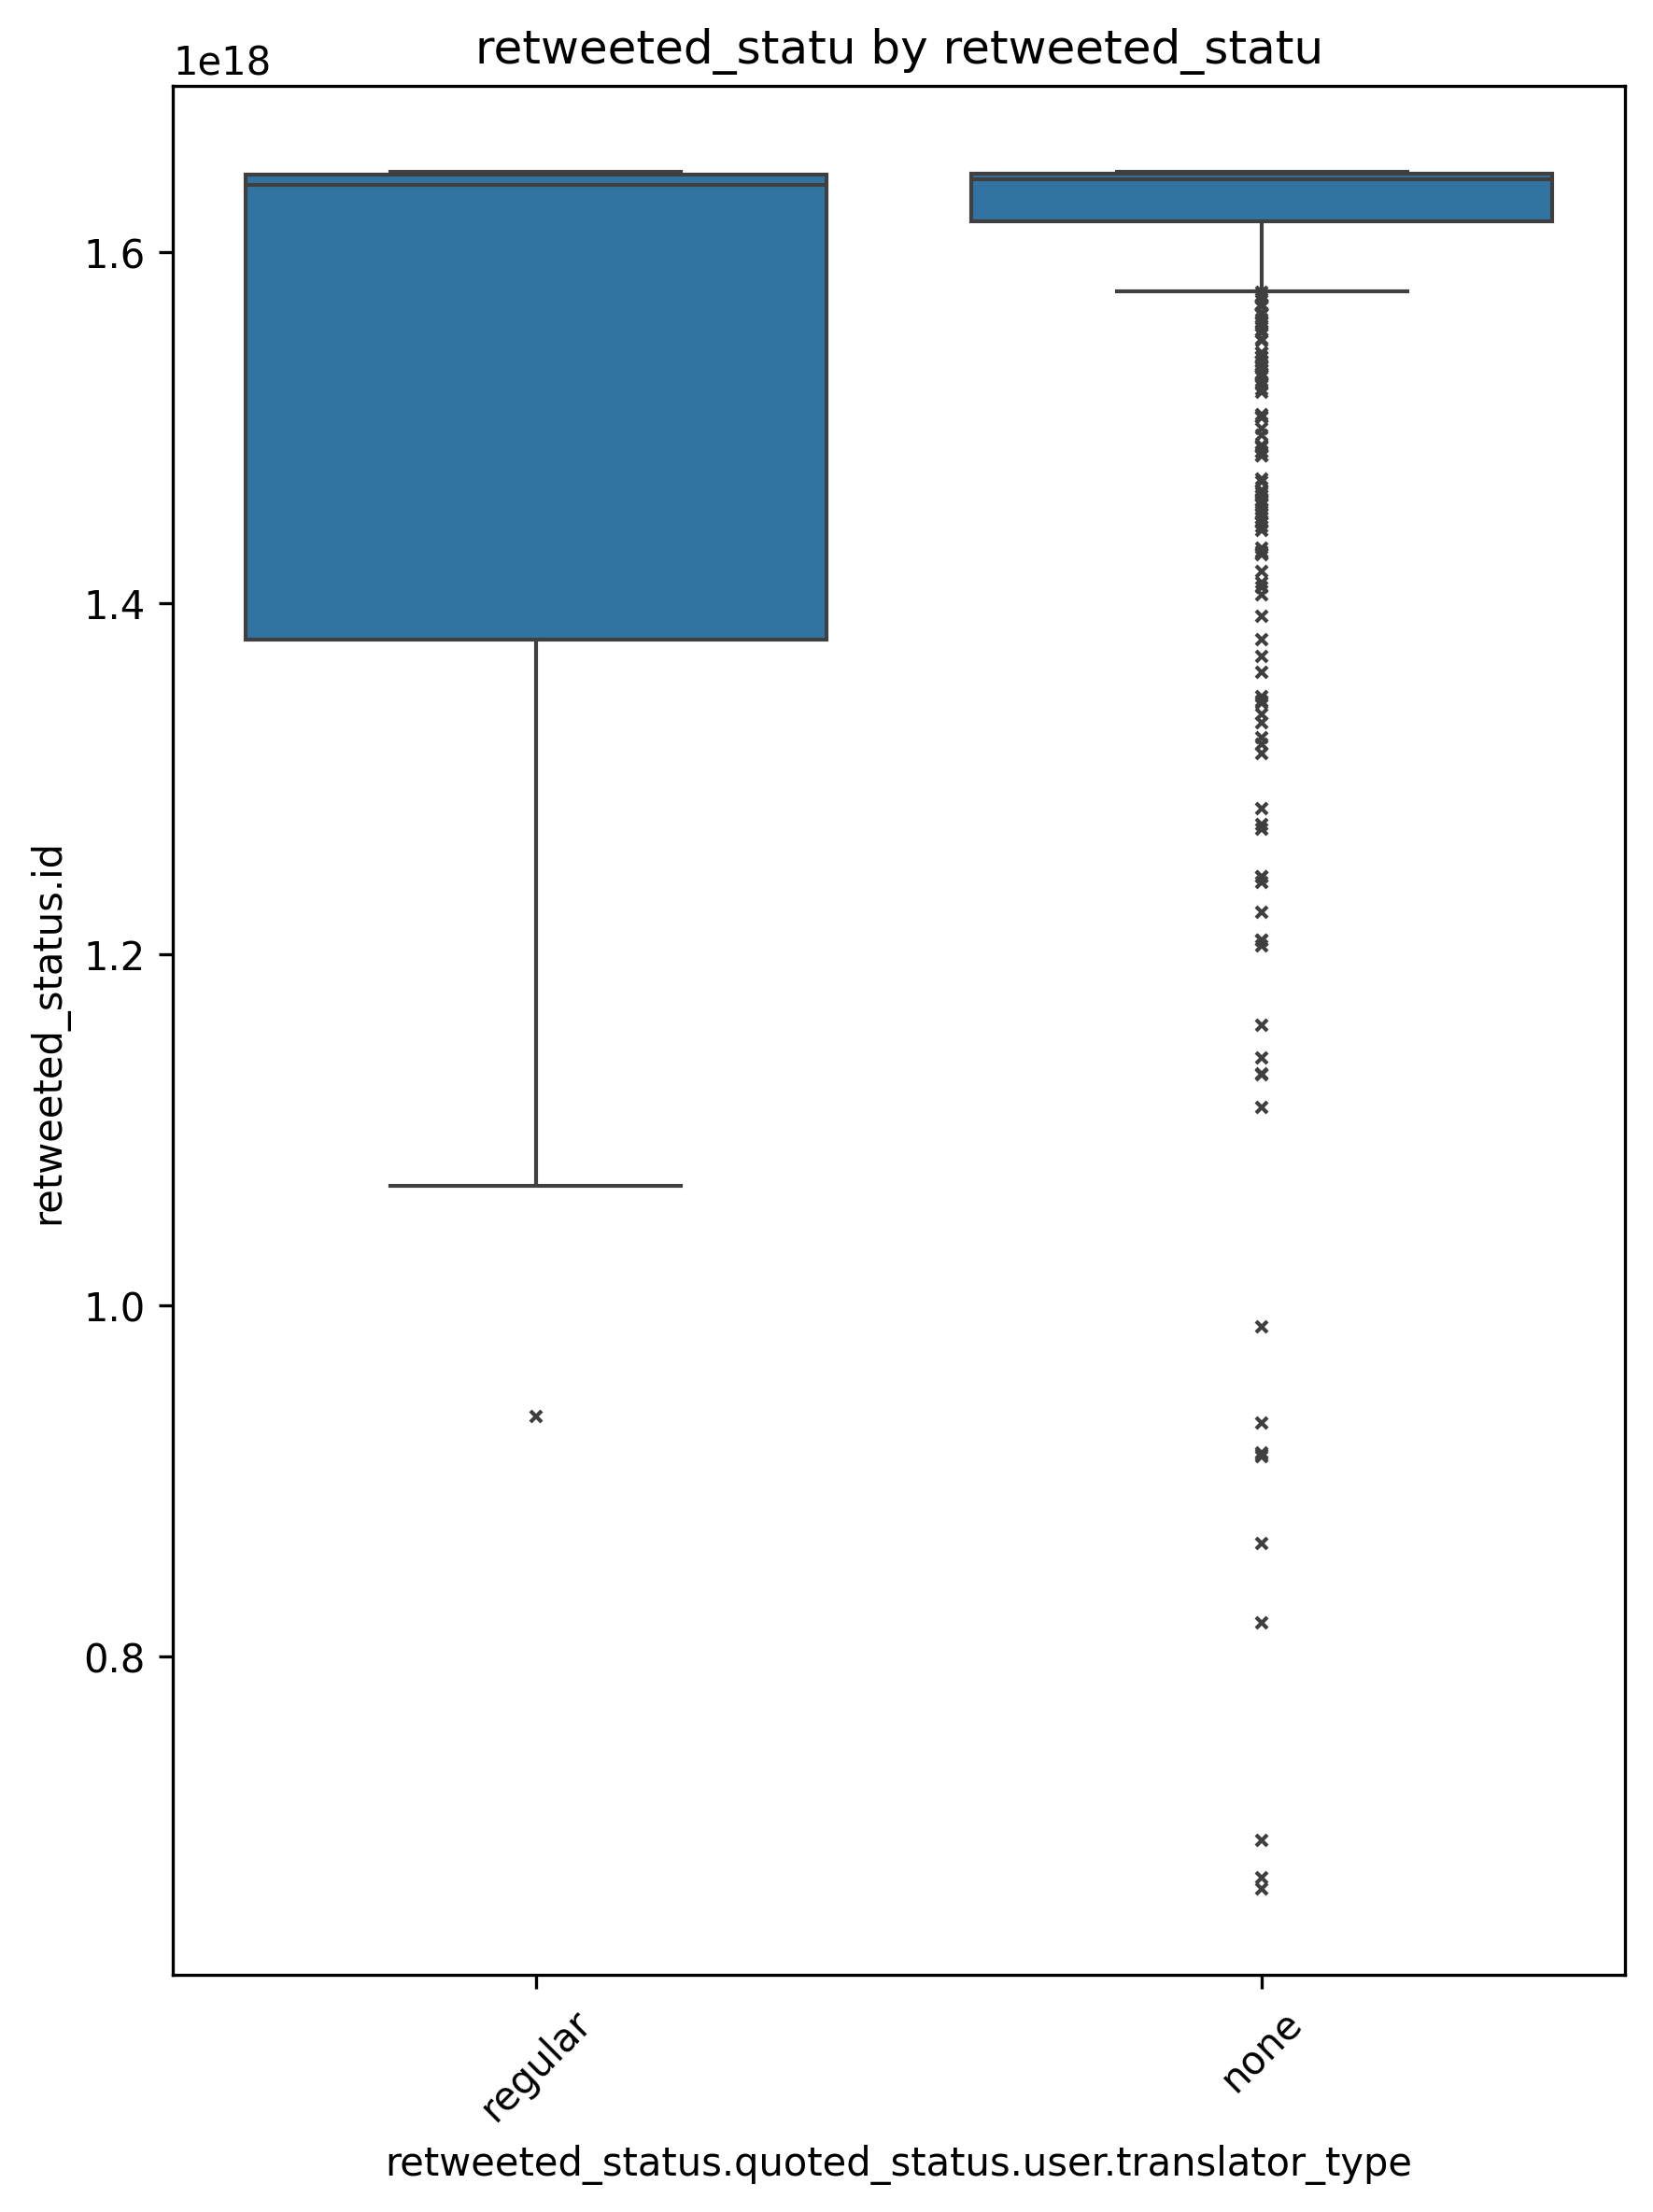 retweeted_statu by retweeted_statu
1e18
1.6
1.4
1.2
1.0
0.8
retweeted_status.id
regular
none
retweeted_status.quoted_status.user.translator_type